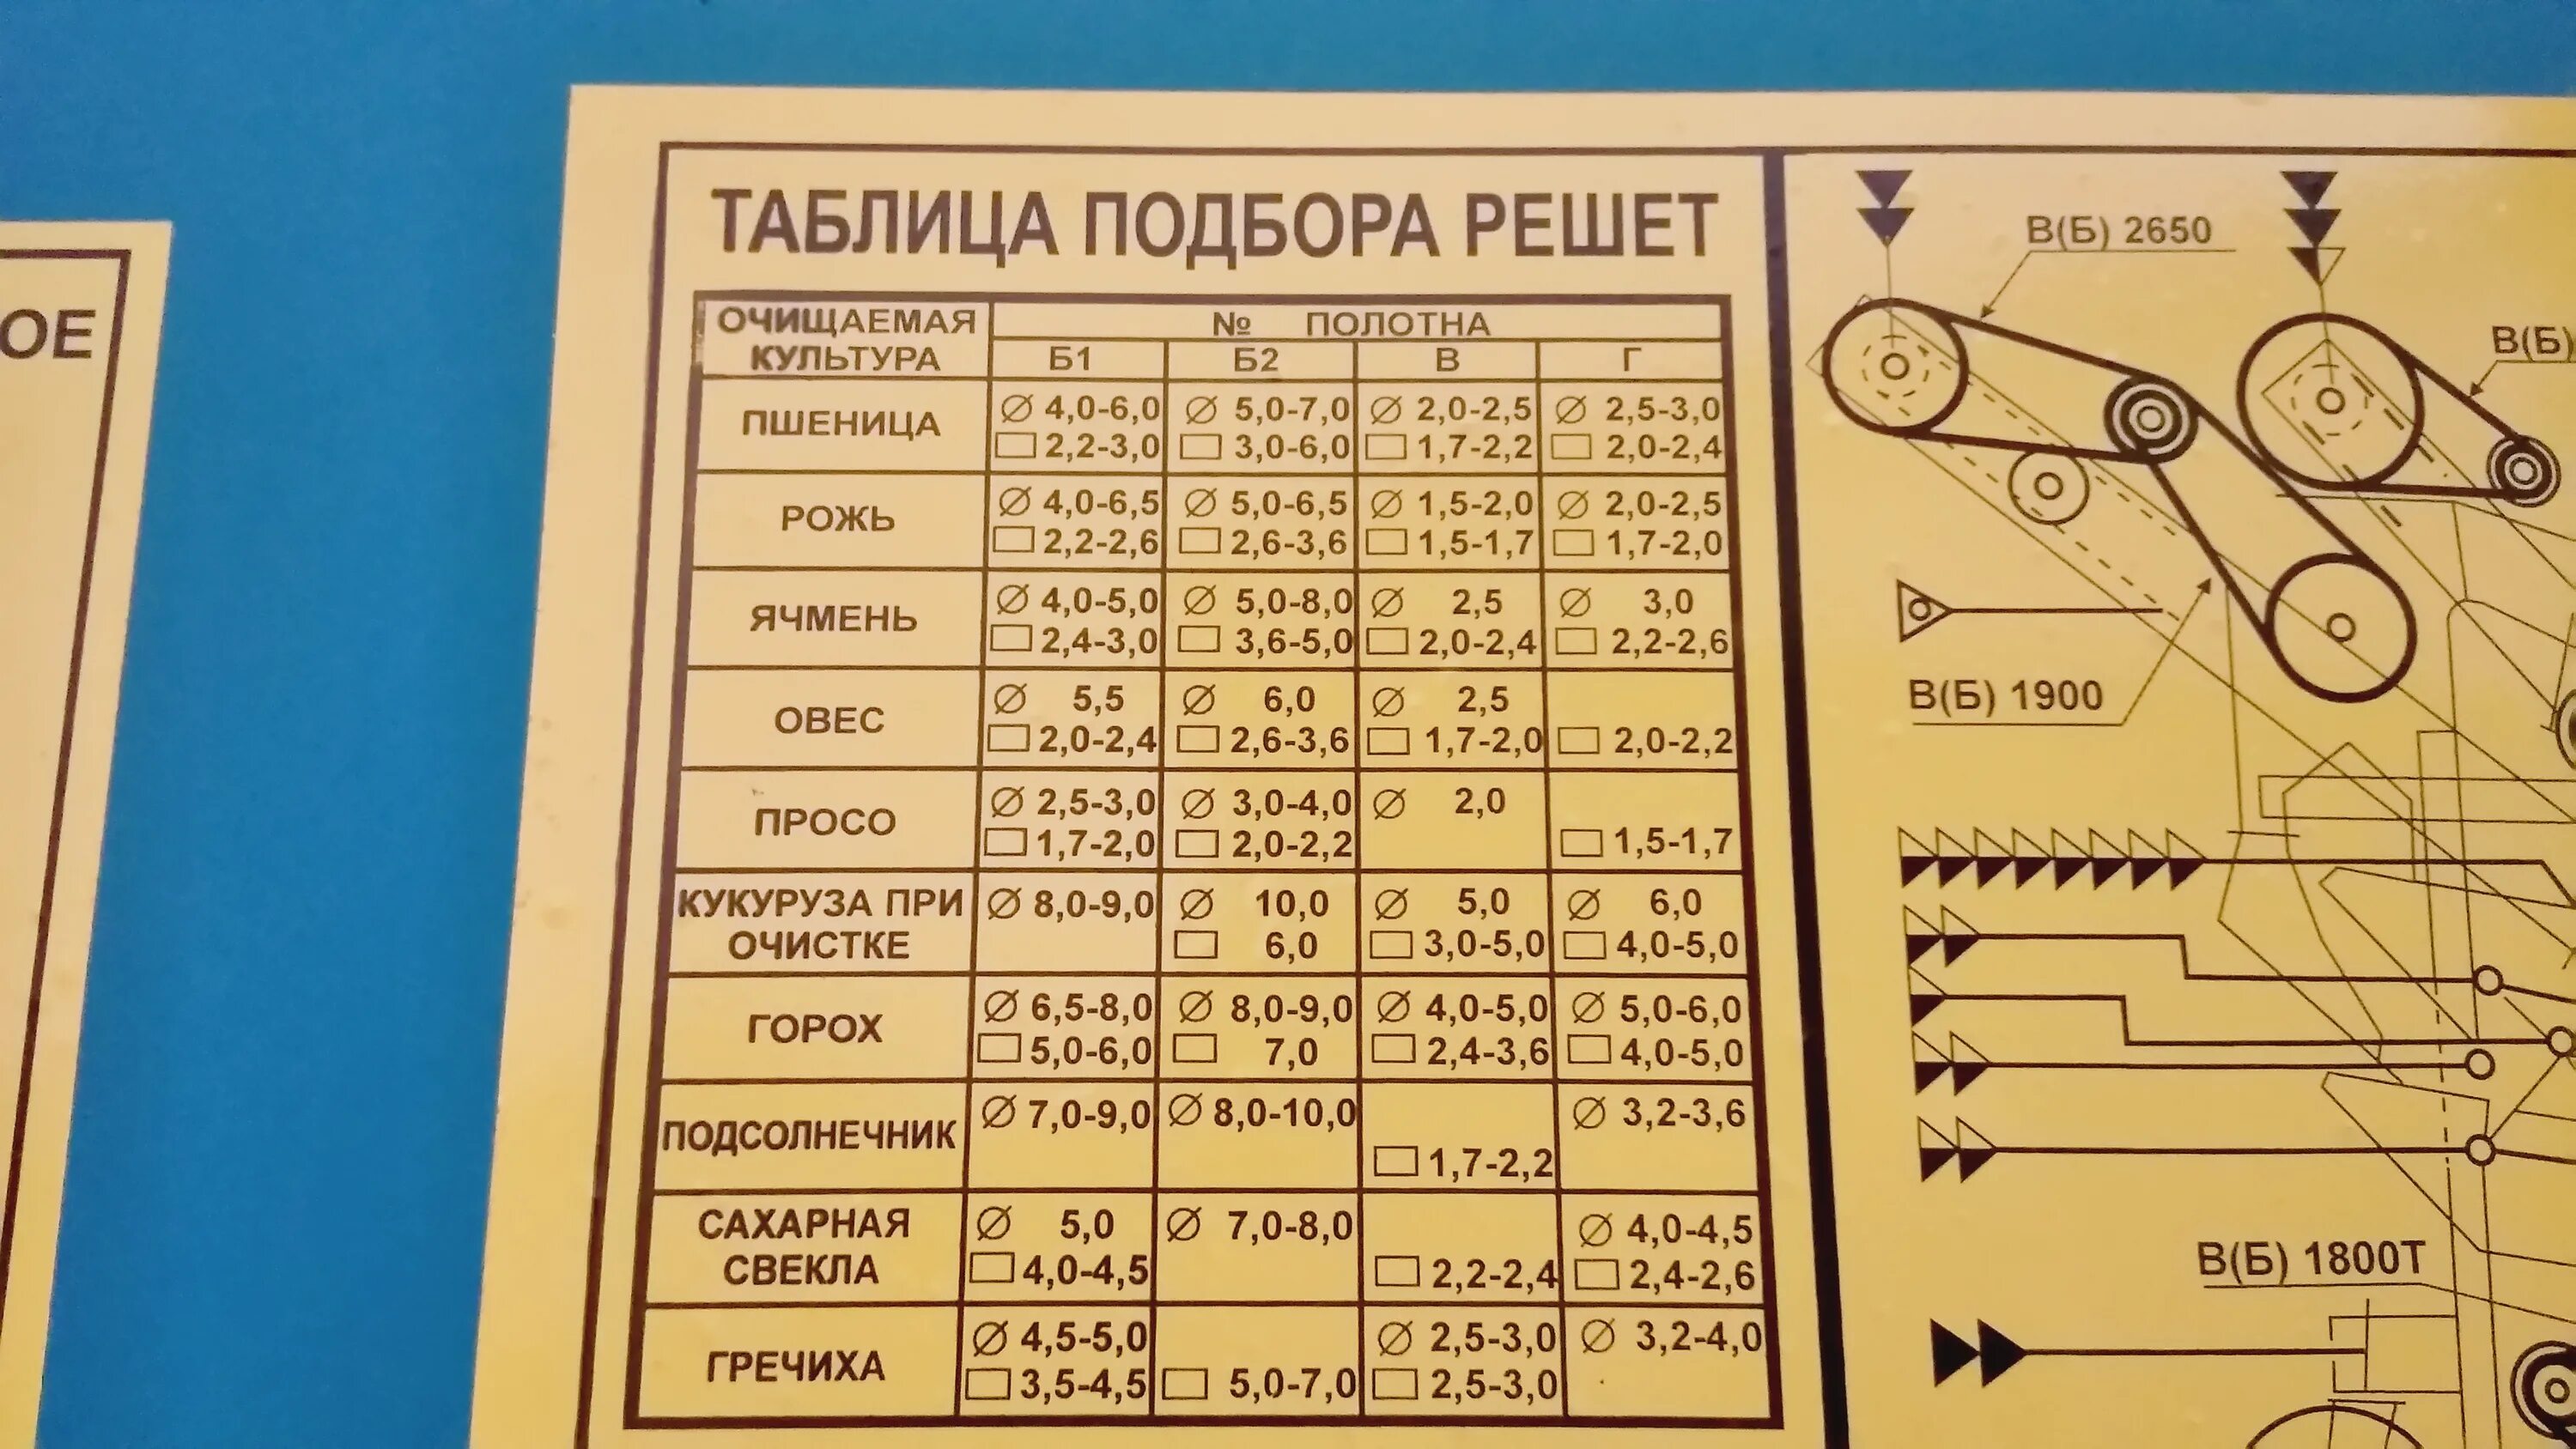 ОЕ
ТАБЛИЦА ПОДБОРА РЕШЕТ
ОЧИЩАЕМАЯ КУЛЬТУРА № ПОЛОТНА
Б1 Б2 В Г
ПШЕНИЦА
∅ 4,0-6,0 ∅ 5,0-7,0 ∅ 2,0-2,5 ∅ 2,5-3,0
▭ 2,2-3,0 ▭ 3,0-6,0 ▭ 1,7-2,2 ▭ 2,0-2,4
РОЖЬ
∅ 4,0-6,5 ∅ 5,0-6,5 ∅ 1,5-2,0 ∅ 2,0-2,5
▭ 2,2-2,6 ▭ 2,6-3,6 ▭ 1,5-1,7 ▭ 1,7-2,0
ЯЧМЕНЬ
∅ 4,0-5,0 ∅ 5,0-8,0 ∅ 2,5 ∅ 3,0
▭ 2,4-3,0 ▭ 3,6-5,0 ▭ 2,0-2,4 ▭ 2,2-2,6
ОВЕС
∅ 5,5 ∅ 6,0 ∅ 2,5
▭ 2,0-2,4 ▭ 2,6-3,6 ▭ 1,7-2,0 ▭ 2,0-2,2
ПРОСО
∅ 2,5-3,0 ∅ 3,0-4,0 ∅ 2,0
▭ 1,7-2,0 ▭ 2,0-2,2 ▭ 1,5-1,7
КУКУРУЗА ПРИ ОЧИСТКЕ
∅ 8,0-9,0 ∅ 10,0 ∅ 5,0 ∅ 6,0
▭ 6,0 ▭ 3,0-5,0 ▭ 4,0-5,0
ГОРОХ
∅ 6,5-8,0 ∅ 8,0-9,0 ∅ 4,0-5,0 ∅ 5,0-6,0
▭ 5,0-6,0 ▭ 7,0 ▭ 2,4-3,6 ▭ 4,0-5,0
ПОДСОЛНЕЧНИК
∅ 7,0-9,0 ∅ 8,0-10,0 ∅ 3,2-3,6
▭ 1,7-2,2
САХАРНАЯ СВЕКЛА
∅ 5,0 ∅ 7,0-8,0 ∅ 4,0-4,5
▭ 4,0-4,5 ▭ 2,2-2,4 ▭ 2,4-2,6
ГРЕЧИХА
∅ 4,5-5,0 ∅ 2,5-3,0 ∅ 3,2-4,0
▭ 3,5-4,5 ▭ 5,0-7,0 ▭ 2,5-3,0
В(Б) 2650
В(Б)
В(Б) 1900
В(Б) 1800Т